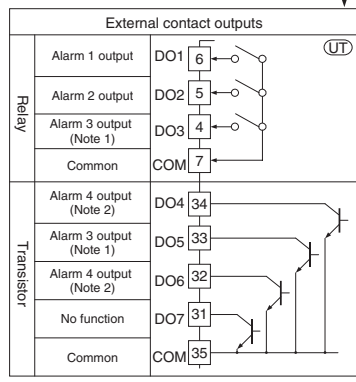 External contact outputs
UT
Relay
Alarm 1 output DO1 6
Alarm 2 output DO2 5
Alarm 3 output
(Note 1) DO3 4
Common COM 7
Transistor
Alarm 4 output
(Note 2) DO4 34
Alarm 3 output
(Note 1) DO5 33
Alarm 4 output
(Note 2) DO6 32
No function DO7 31
Common COM 35